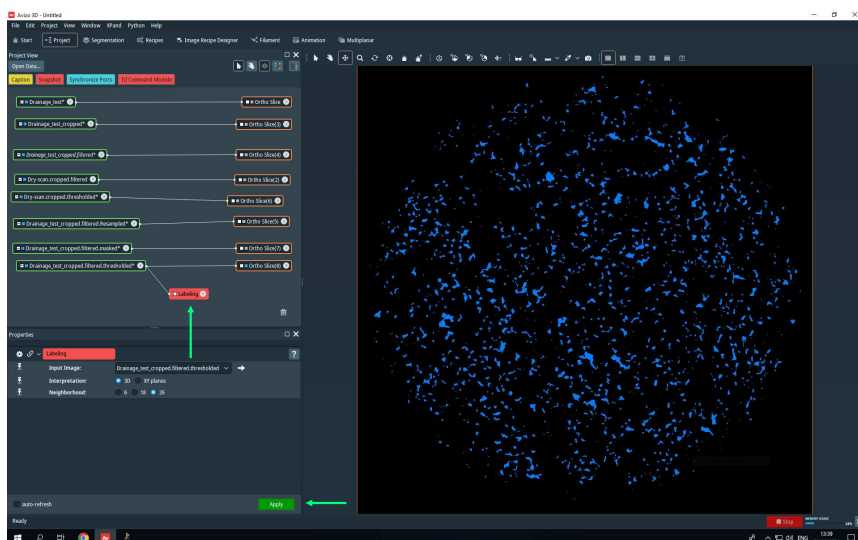 Avizo 3D - Untitled
File Edit Project View Window XPand Python Help
Start Project Segmentation Recipes Image Recipe Designer Filament Animation Multiplanar
Project View
Open Data...
Caption Snapshot Synchronize Ports Tcl Command Module
Drainage_test* Ortho Slice
Drainage_test_cropped* Ortho Slice(3)
Drainage_test_cropped.filtered* Ortho Slice(4)
Dry-scan.cropped.filtered Ortho Slice(2)
Dry-scan.cropped.thresholded* Ortho Slice(6)
Drainage_test_cropped.filtered.Resampled* Ortho Slice(5)
Drainage_test_cropped.filtered.masked* Ortho Slice(7)
Drainage_test_cropped.filtered.thresholded* Ortho Slice(8)
Labeling
Properties
Labeling ?
Input Image: Drainage_test_cropped.filtered.thresholded
Interpretation: 3D XY planes
Neighborhood: 6 18 26
auto-refresh Apply
Ready Stop MEMORY USAGE
ENG 13:39